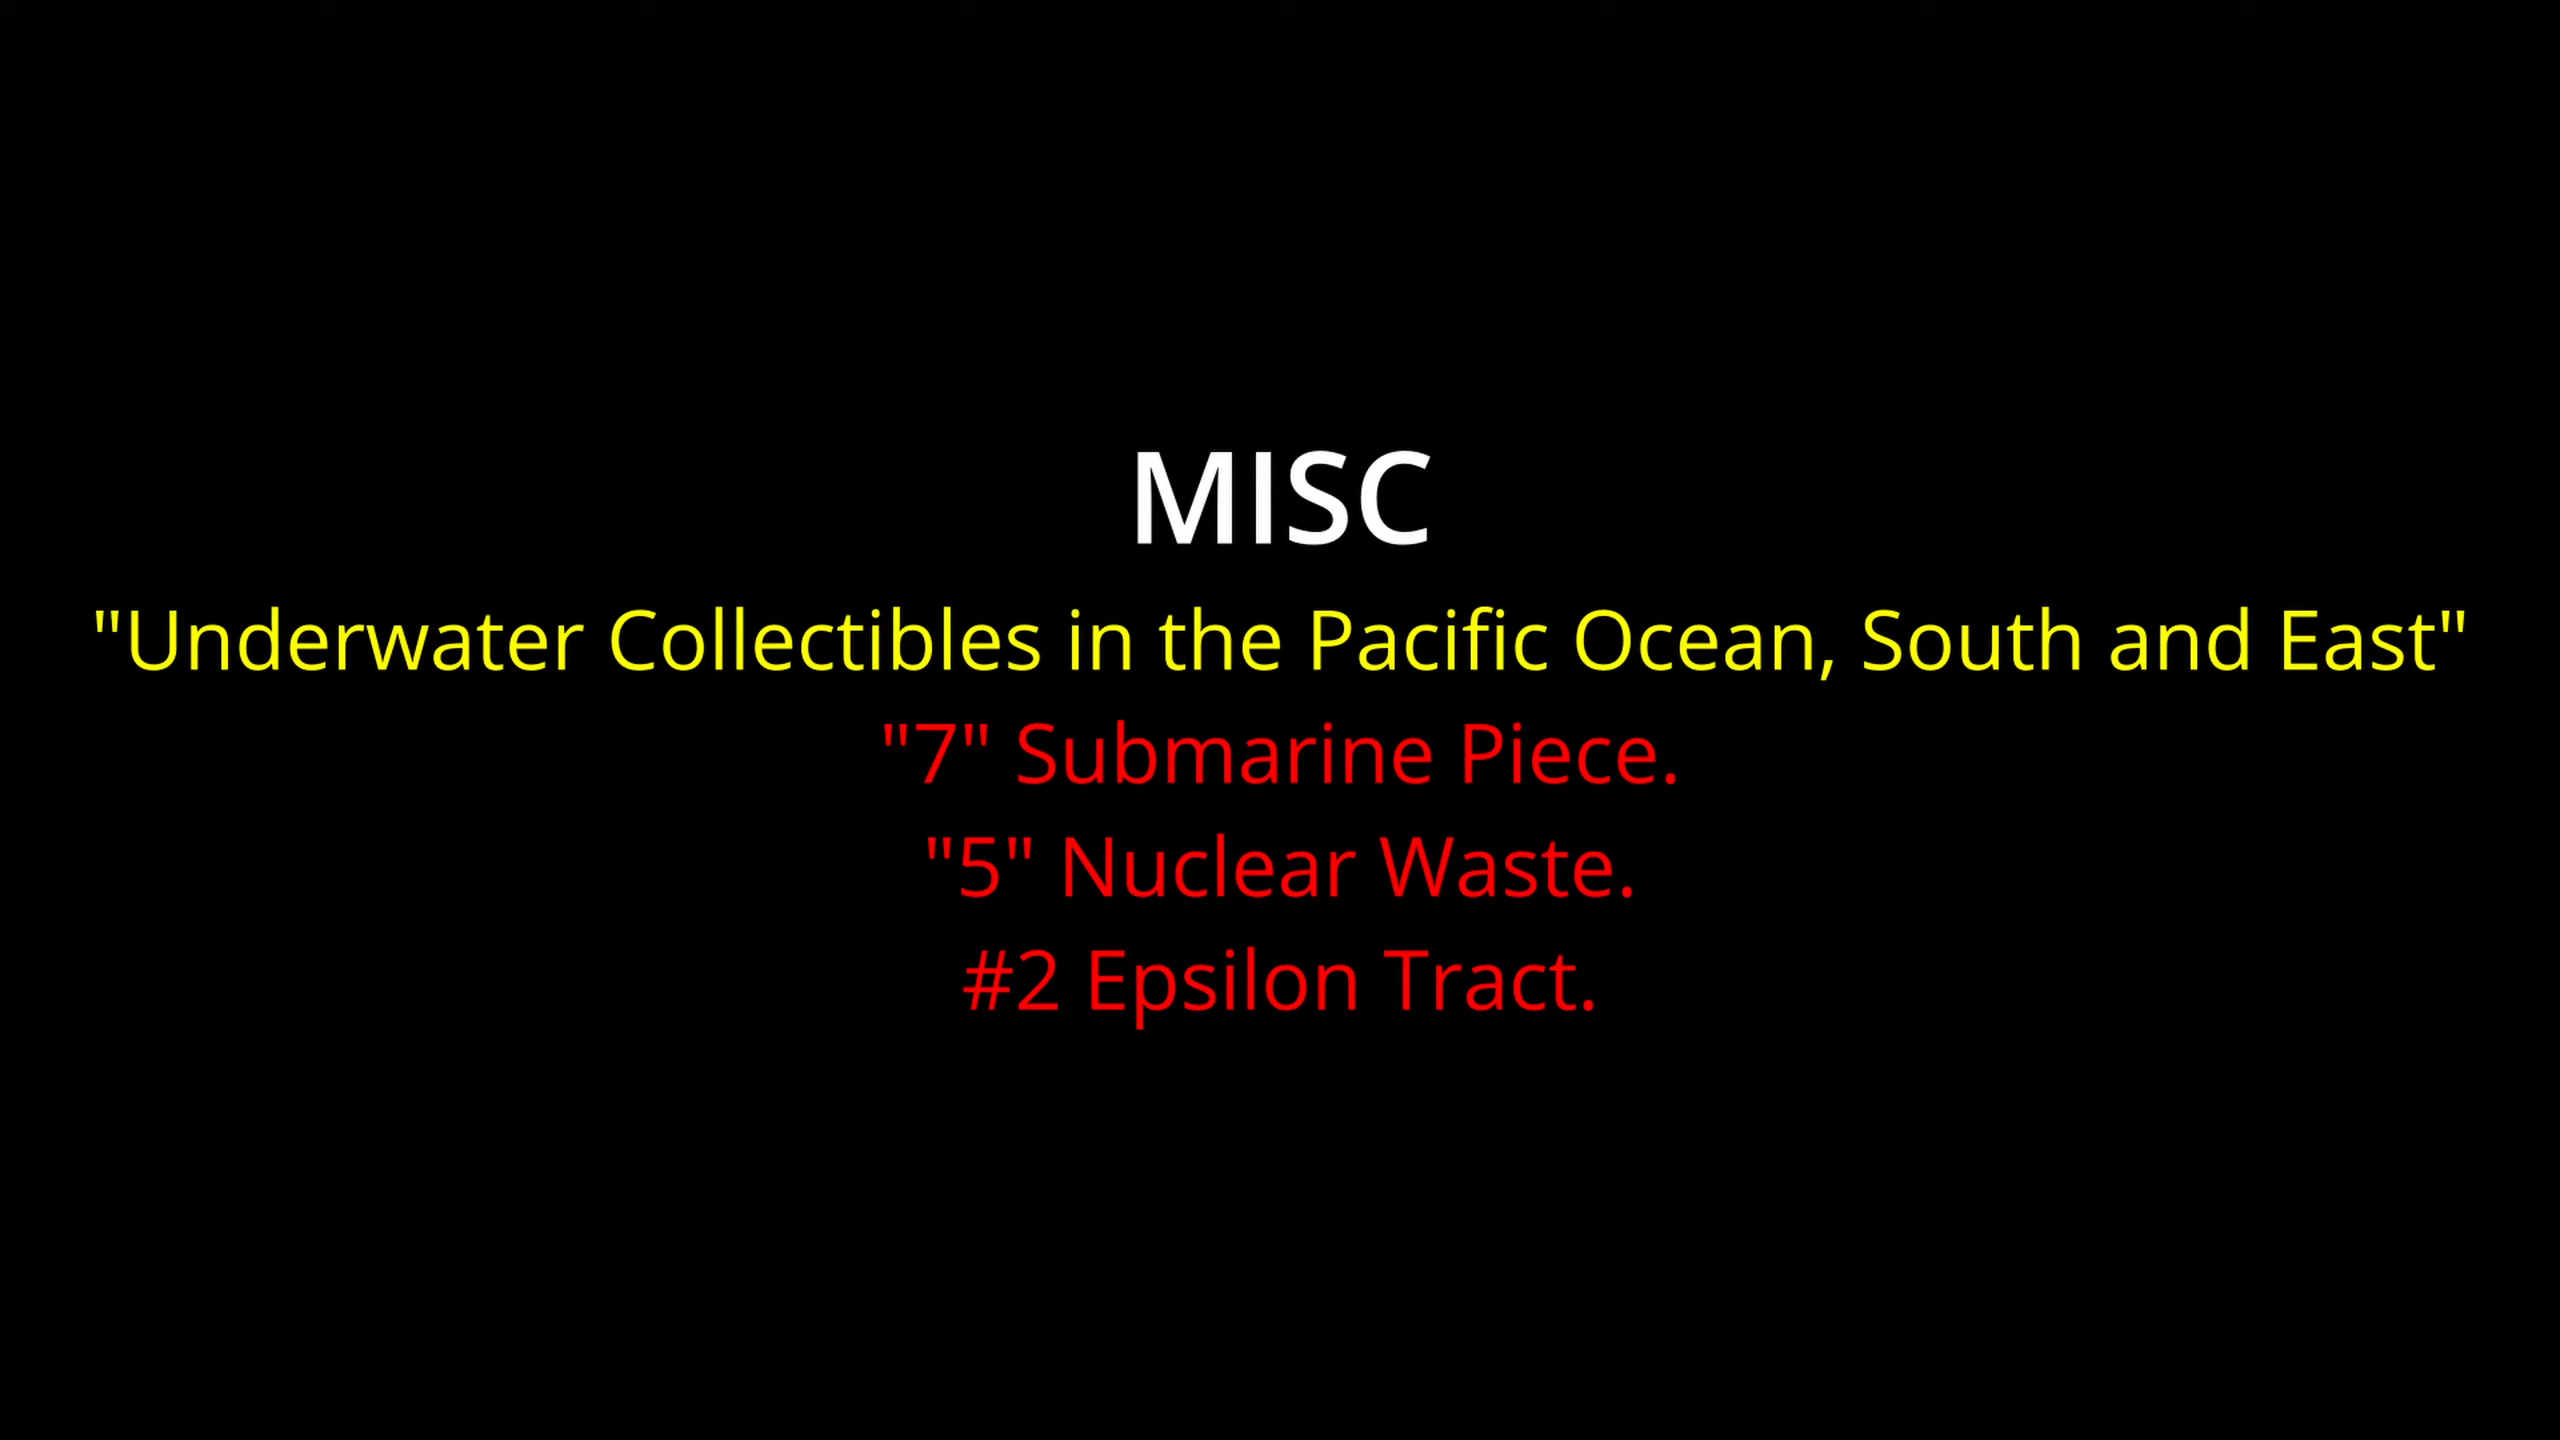 MISC
"Underwater Collectibles in the Pacific Ocean, South and East"
"7" Submarine Piece.
"5" Nuclear Waste.
#2 Epsilon Tract.